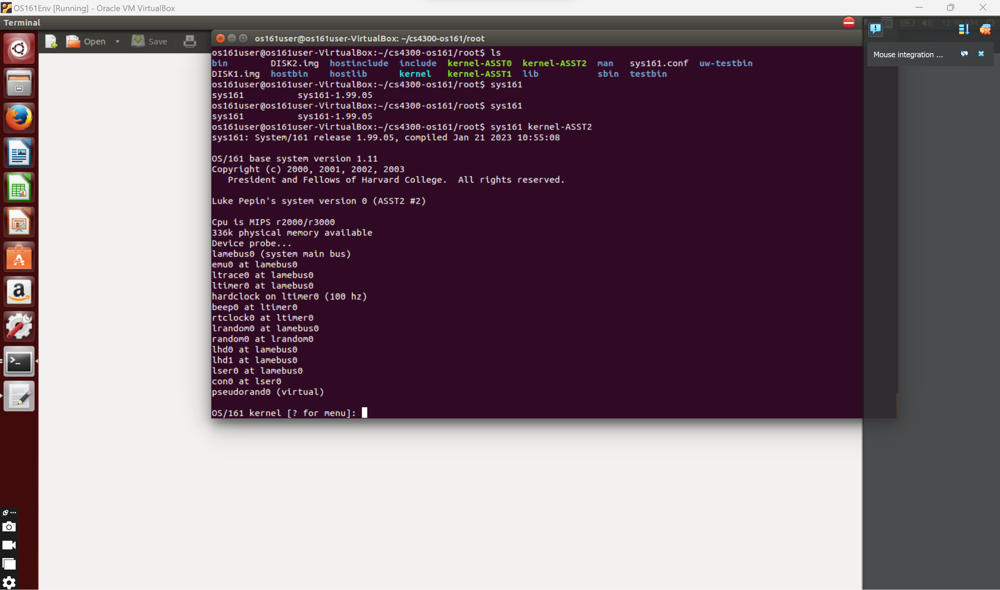 OS161Env [Running] - Oracle VM VirtualBox
Terminal
En
12:40 AM
Open
Save
os161user@os161user-VirtualBox: ~/cs4300-os161/root
Mouse integration ...
os161user@os161user-VirtualBox:~/cs4300-os161/root$ ls
bin        DISK2.img  hostinclude  include  kernel-ASST0  kernel-ASST2  man   sys161.conf  uw-testbin
DISK1.img  hostbin    hostlib      kernel   kernel-ASST1  lib           sbin  testbin
os161user@os161user-VirtualBox:~/cs4300-os161/root$ sys161
sys161          sys161-1.99.05
os161user@os161user-VirtualBox:~/cs4300-os161/root$ sys161
sys161          sys161-1.99.05
os161user@os161user-VirtualBox:~/cs4300-os161/root$ sys161 kernel-ASST2
sys161: System/161 release 1.99.05, compiled Jan 21 2023 10:55:08
OS/161 base system version 1.11
Copyright (c) 2000, 2001, 2002, 2003
   President and Fellows of Harvard College.  All rights reserved.
Luke Pepin's system version 0 (ASST2 #2)
Cpu is MIPS r2000/r3000
336k physical memory available
Device probe...
lamebus0 (system main bus)
emu0 at lamebus0
ltrace0 at lamebus0
ltimer0 at lamebus0
hardclock on ltimer0 (100 hz)
beep0 at ltimer0
rtclock0 at ltimer0
lrandom0 at lamebus0
random0 at lrandom0
lhd0 at lamebus0
lhd1 at lamebus0
lser0 at lamebus0
con0 at lser0
pseudorand0 (virtual)
OS/161 kernel [? for menu]: